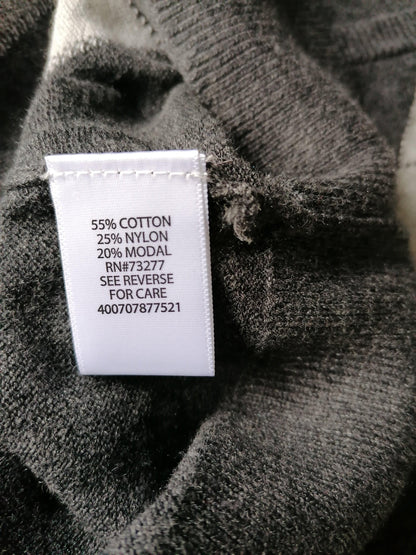 55% COTTON
25% NYLON
20% MODAL
RN#73277
SEE REVERSE
FOR CARE
400707877521